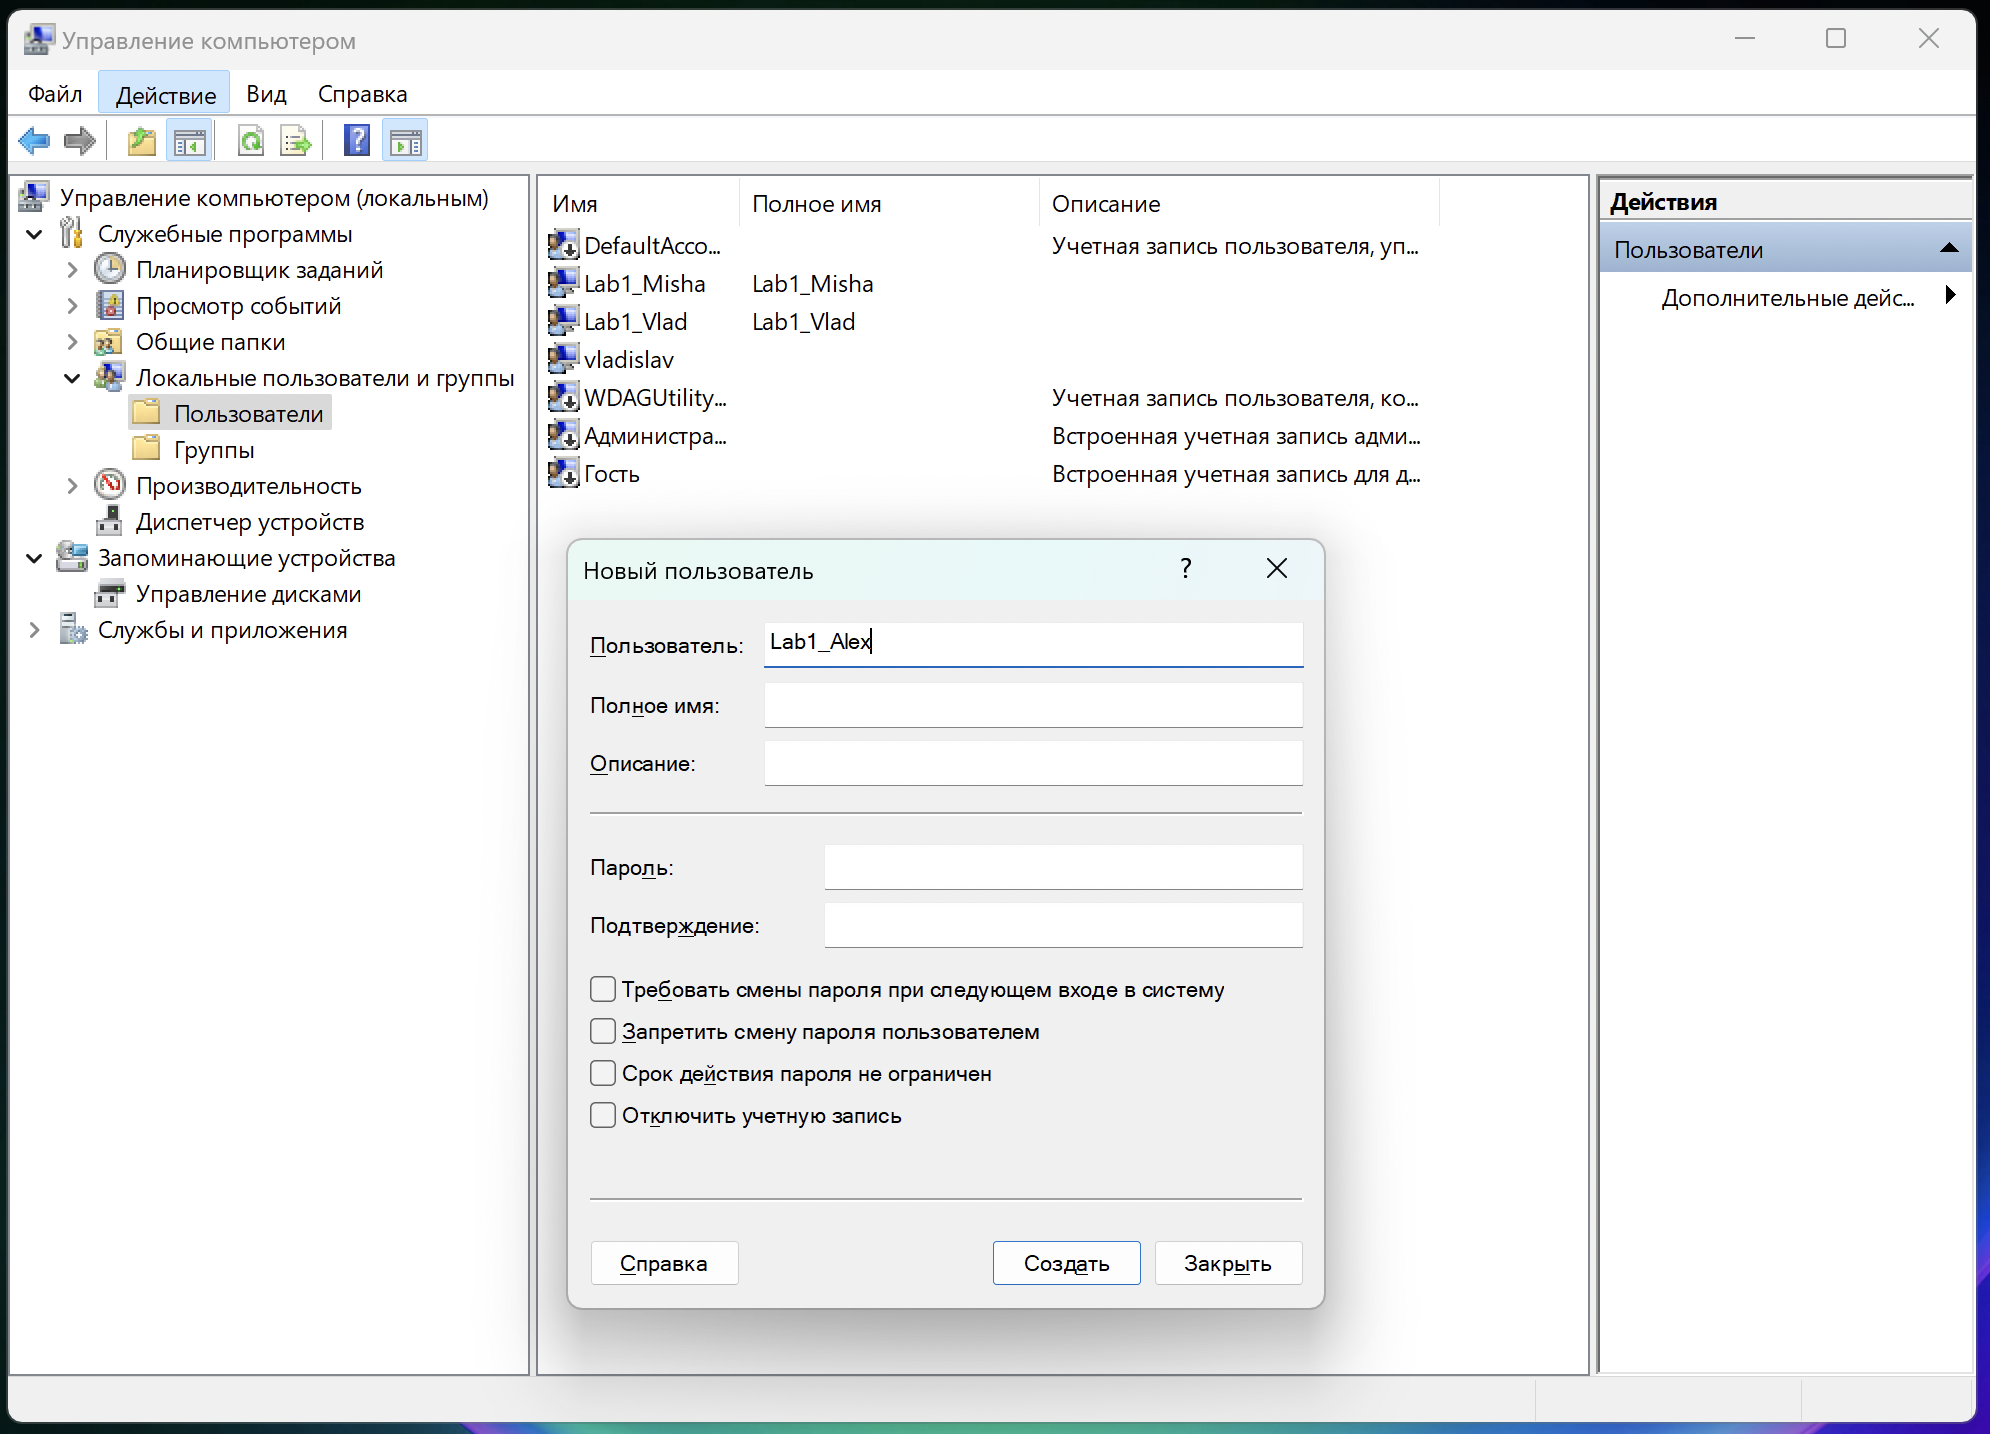 Управление компьютером
Файл Действие Вид Справка
Управление компьютером (локальным)
Служебные программы
Планировщик заданий
Просмотр событий
Общие папки
Локальные пользователи и группы
Пользователи
Группы
Производительность
Диспетчер устройств
Запоминающие устройства
Управление дисками
Службы и приложения
Имя Полное имя Описание
DefaultAcco... Учетная запись пользователя, уп...
Lab1_Misha Lab1_Misha
Lab1_Vlad Lab1_Vlad
vladislav
WDAGUtility... Учетная запись пользователя, ко...
Администра... Встроенная учетная запись адми...
Гость Встроенная учетная запись для д...
Действия
Пользователи
Дополнительные дейс...
Новый пользователь ?
Пользователь: Lab1_Alex
Полное имя:
Описание:
Пароль:
Подтверждение:
Требовать смены пароля при следующем входе в систему
Запретить смену пароля пользователем
Срок действия пароля не ограничен
Отключить учетную запись
Справка Создать Закрыть